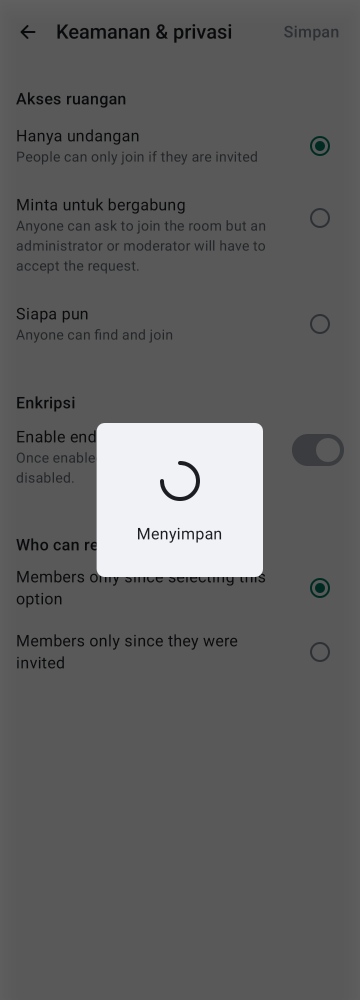 Keamanan & privasi
Simpan
Akses ruangan
Hanya undangan
People can only join if they are invited
Minta untuk bergabung
Anyone can ask to join the room but an
administrator or moderator will have to
accept the request.
Siapa pun
Anyone can find and join
Enkripsi
Enable end
Once enable
disabled.
Menyimpan
Who can re
Members only since selecting this
option
Members only since they were
invited